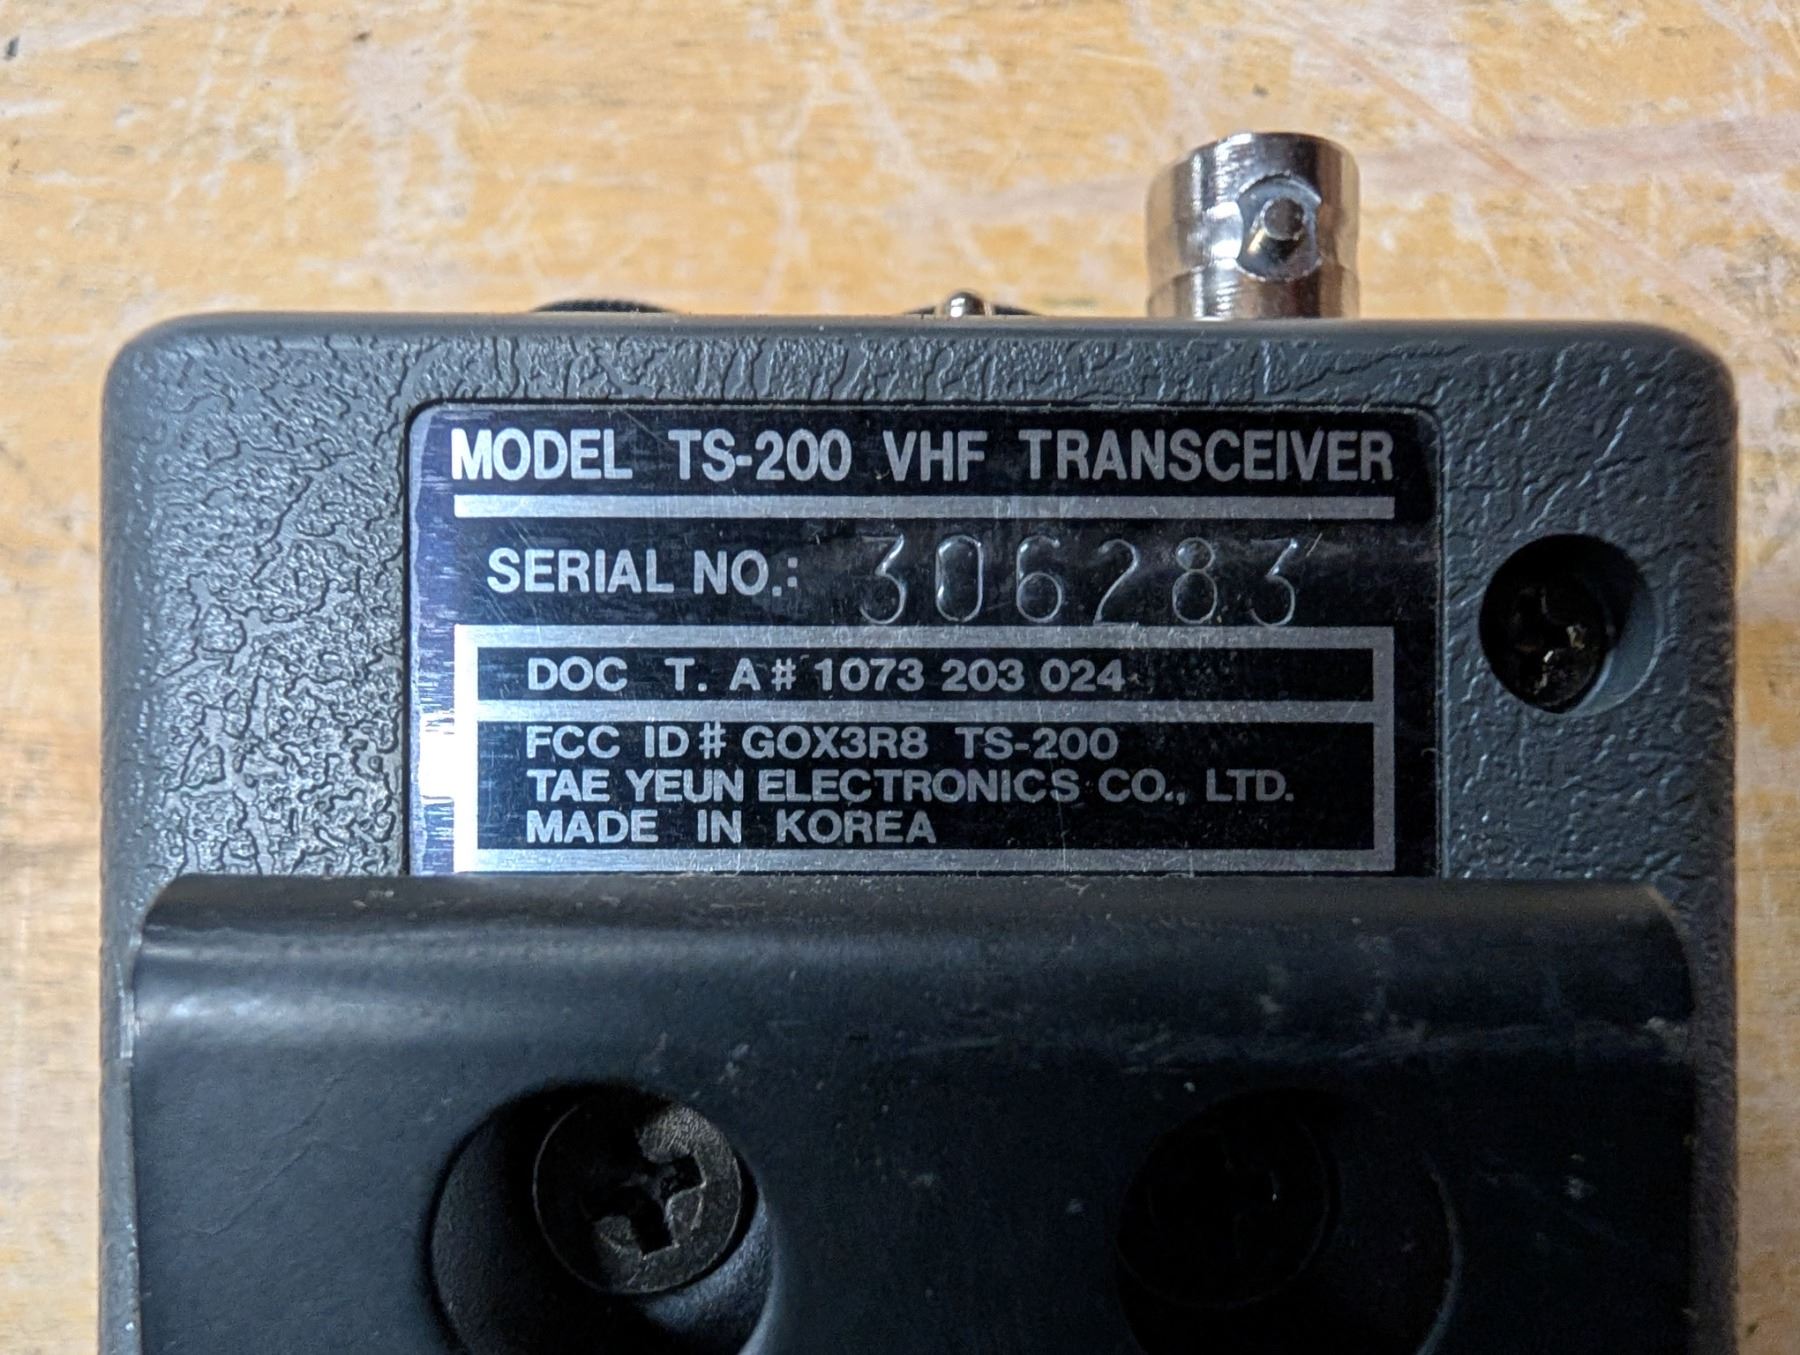 MODEL TS-200 VHF TRANSCEIVER
SERIAL NO.: 306283
DOC T. A# 1073 203 024
FCC ID# GOX3R8 TS-200
TAE YEUN ELECTRONICS CO., LTD.
MADE IN KOREA